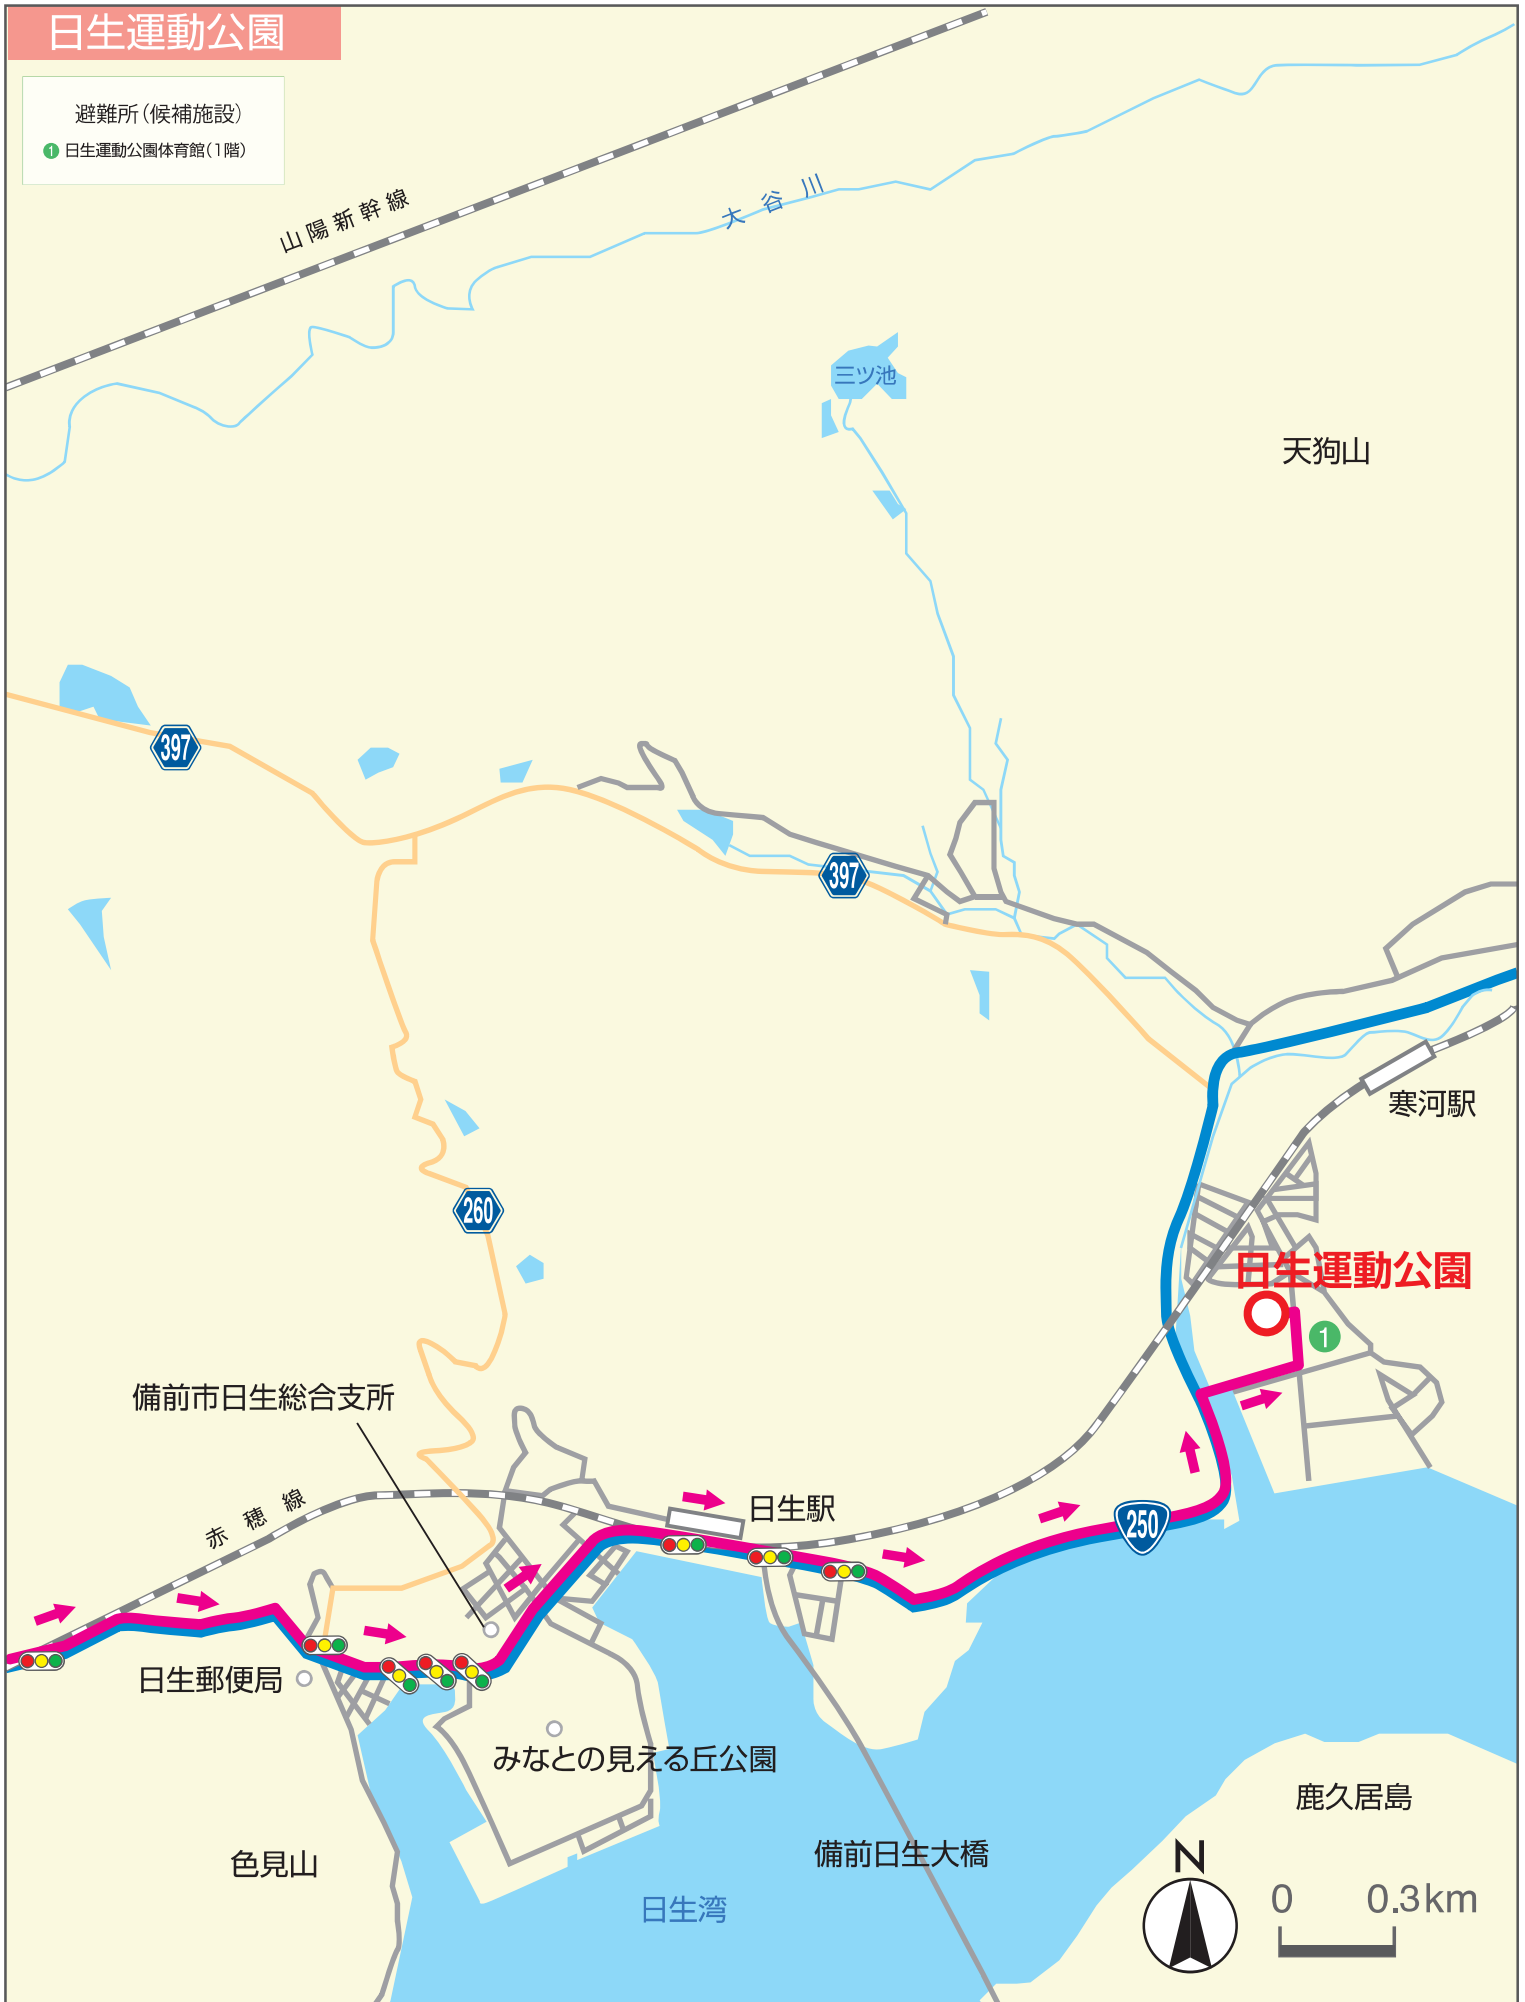 日生運動公園
避難所（候補施設）
1 日生運動公園体育館（1階）
山陽新幹線
大谷川
三ツ池
天狗山
397
397
寒河駅
260
日生運動公園
1
備前市日生総合支所
赤穂線
日生駅
250
日生郵便局
みなとの見える丘公園
鹿久居島
色見山
備前日生大橋
日生湾
N
0 0.3km